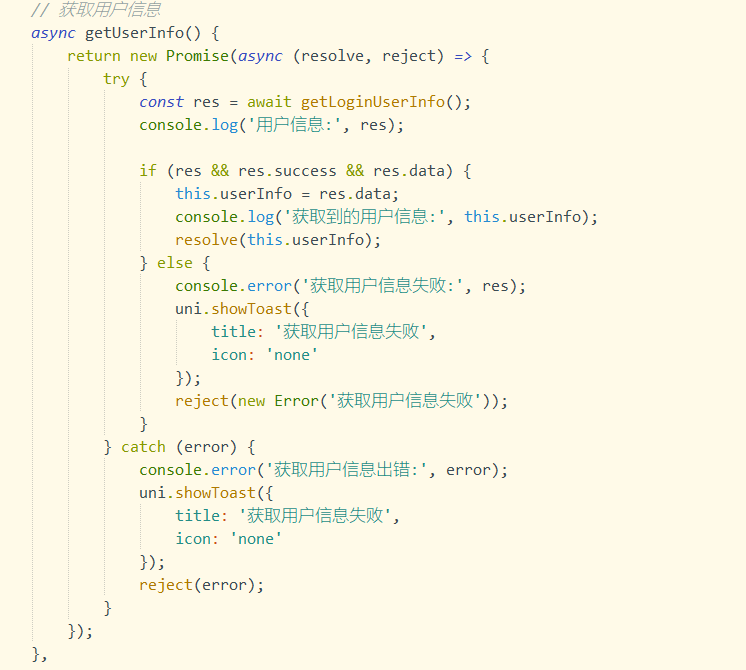 // 获取用户信息
async getUserInfo() {
return new Promise(async (resolve, reject) => {
try {
const res = await getLoginUserInfo();
console.log('用户信息:', res);
if (res && res.success && res.data) {
this.userInfo = res.data;
console.log('获取到的用户信息:', this.userInfo);
resolve(this.userInfo);
} else {
console.error('获取用户信息失败:', res);
uni.showToast({
title: '获取用户信息失败',
icon: 'none'
});
reject(new Error('获取用户信息失败'));
}
} catch (error) {
console.error('获取用户信息出错:', error);
uni.showToast({
title: '获取用户信息失败',
icon: 'none'
});
reject(error);
}
});
},